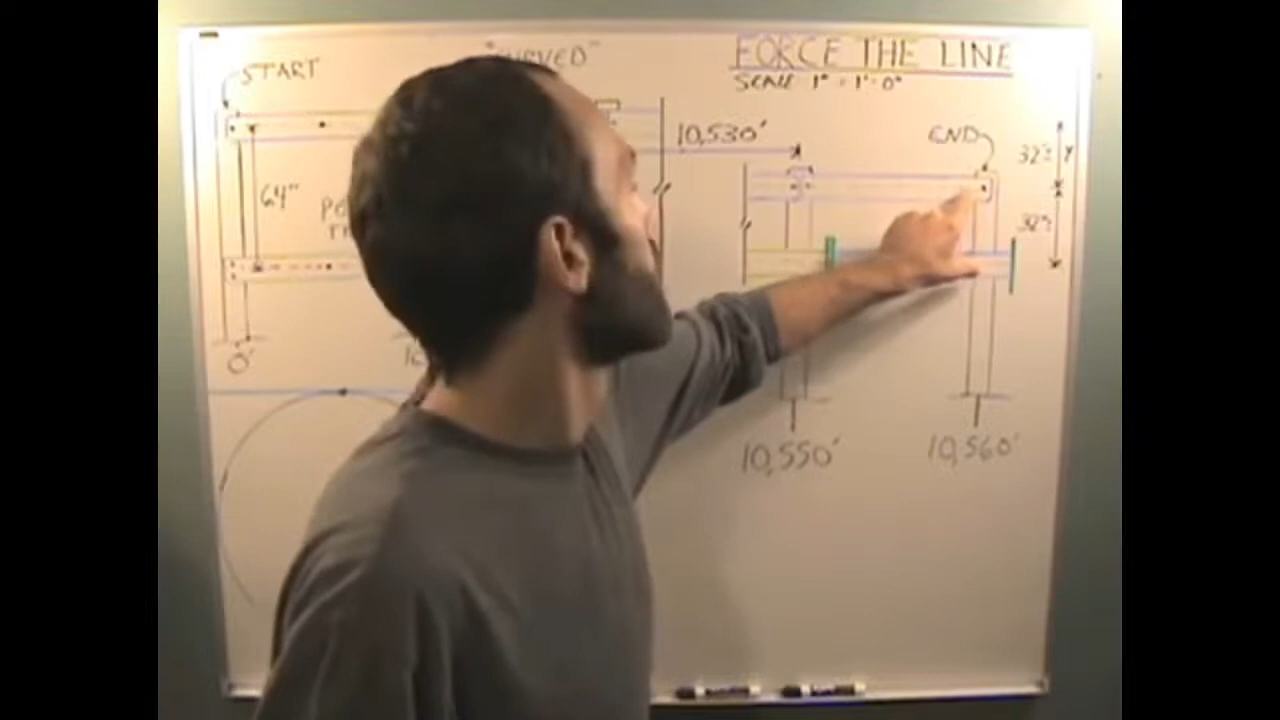 START
FORCE THE LINE
SCALE 1" = 1'-0"
10,530'
END
32"
64"
32"
0'
10,550'
10,560'